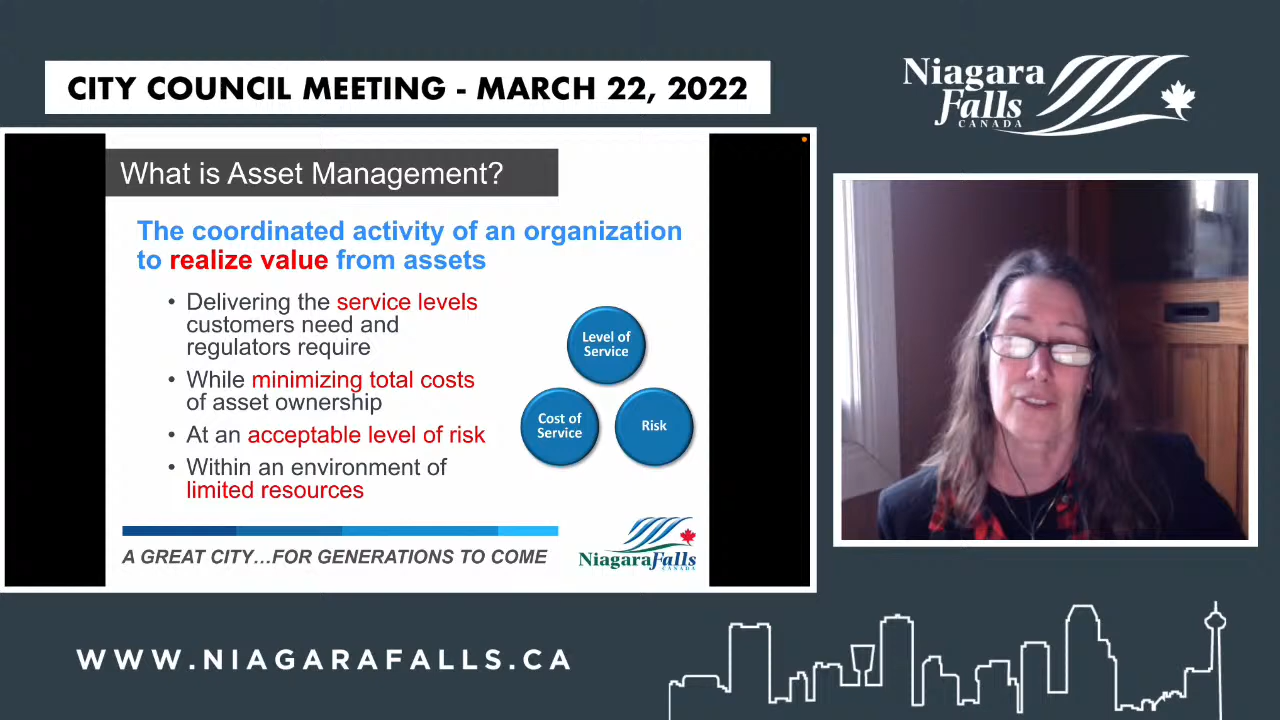 CITY COUNCIL MEETING - MARCH 22, 2022
Niagara
Falls
CANADA
What is Asset Management?
The coordinated activity of an organization
to realize value from assets
• Delivering the service levels
customers need and
regulators require
• While minimizing total costs
of asset ownership
• At an acceptable level of risk
• Within an environment of
limited resources
Level of
Service
Cost of
Service
Risk
A GREAT CITY...FOR GENERATIONS TO COME
NiagaraFalls
CANADA
WWW.NIAGARAFALLS.CA